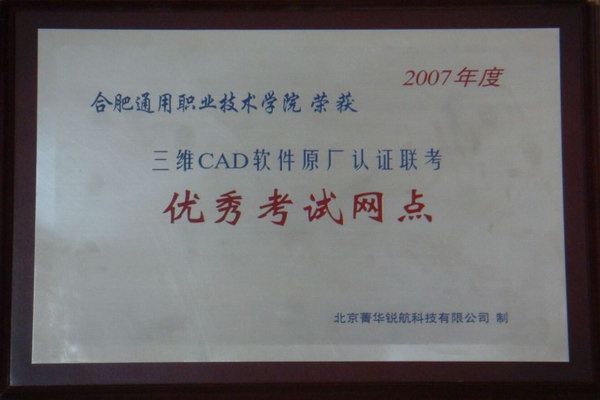 2007年度
合肥通用职业技术学院 荣获
三维CAD软件原厂认证联考
优秀考试网点
北京菁华锐航科技有限公司 制